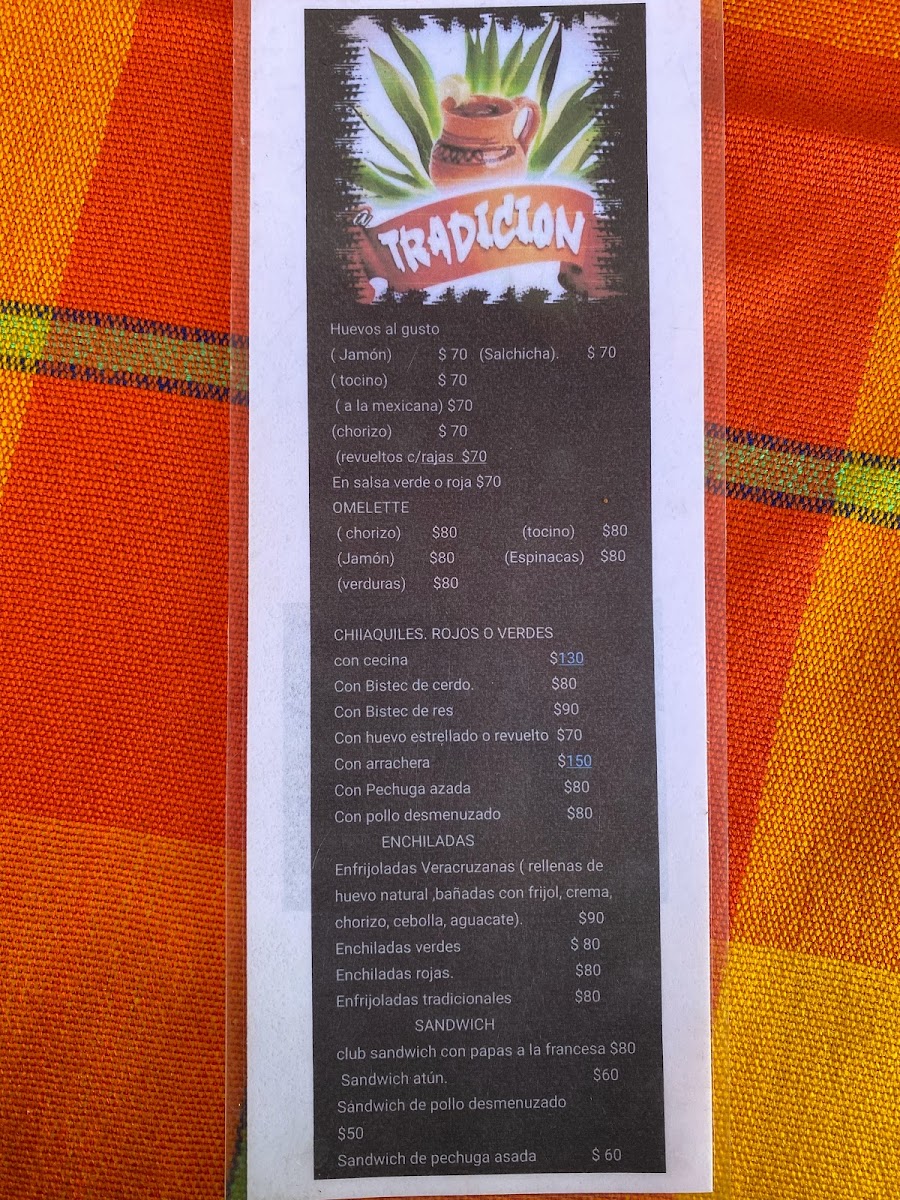 a
TRADICION
Huevos al gusto
( Jamón) $ 70 (Salchicha). $ 70
( tocino) $ 70
( a la mexicana) $70
(chorizo) $ 70
(revueltos c/rajas $70
En salsa verde o roja $70
OMELETTE
( chorizo) $80 (tocino) $80
(Jamón) $80 (Espinacas) $80
(verduras) $80
CHIIAQUILES. ROJOS O VERDES
con cecina $130
Con Bistec de cerdo. $80
Con Bistec de res $90
Con huevo estrellado o revuelto $70
Con arrachera $150
Con Pechuga azada $80
Con pollo desmenuzado $80
ENCHILADAS
Enfrijoladas Veracruzanas ( rellenas de
huevo natural ,bañadas con frijol, crema,
chorizo, cebolla, aguacate). $90
Enchiladas verdes $ 80
Enchiladas rojas. $80
Enfrijoladas tradicionales $80
SANDWICH
club sandwich con papas a la francesa $80
Sandwich atún. $60
Sandwich de pollo desmenuzado
$50
Sandwich de pechuga asada $ 60